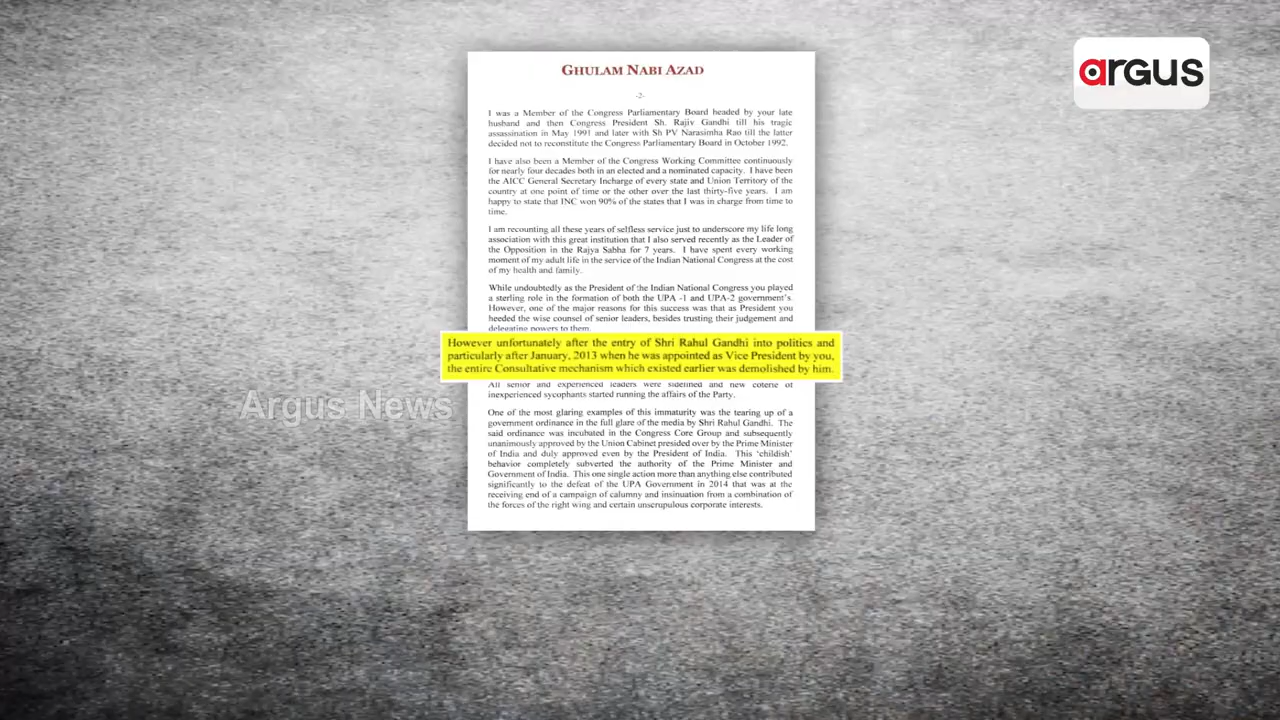 argus
GHULAM NABI AZAD
-2-
I was a Member of the Congress Parliamentary Board headed by your late
husband and then Congress President Sh. Rajiv Gandhi till his tragic
assassination in May 1991 and later with Sh PV Narasimha Rao till the latter
decided not to reconstitute the Congress Parliamentary Board in October 1992.
I have also been a Member of the Congress Working Committee continuously
for nearly four decades both in an elected and a nominated capacity. I have been
the AICC General Secretary Incharge of every state and Union Territory of the
country at one point of time or the other over the last thirty-five years. I am
happy to state that INC won 90% of the states that I was in charge from time to
time.
I am recounting all these years of selfless service just to underscore my life long
association with this great institution that I also served recently as the Leader of
the Opposition in the Rajya Sabha for 7 years. I have spent every working
moment of my adult life in the service of the Indian National Congress at the cost
of my health and family.
While undoubtedly as the President of the Indian National Congress you played
a sterling role in the formation of both the UPA -1 and UPA-2 government's.
However, one of the major reasons for this success was that as President you
heeded the wise counsel of senior leaders, besides trusting their judgement and
delegating powers to them.
However unfortunately after the entry of Shri Rahul Gandhi into politics and
particularly after January, 2013 when he was appointed as Vice President by you,
the entire Consultative mechanism which existed earlier was demolished by him.
All senior and experienced leaders were sidelined and new coterie of
inexperienced sycophants started running the affairs of the Party.
Argus News
One of the most glaring examples of this immaturity was the tearing up of a
government ordinance in the full glare of the media by Shri Rahul Gandhi. The
said ordinance was incubated in the Congress Core Group and subsequently
unanimously approved by the Union Cabinet presided over by the Prime Minister
of India and duly approved even by the President of India. This 'childish'
behavior completely subverted the authority of the Prime Minister and
Government of India. This one single action more than anything else contributed
significantly to the defeat of the UPA Government in 2014 that was at the
receiving end of a campaign of calumny and insinuation from a combination of
the forces of the right wing and certain unscrupulous corporate interests.